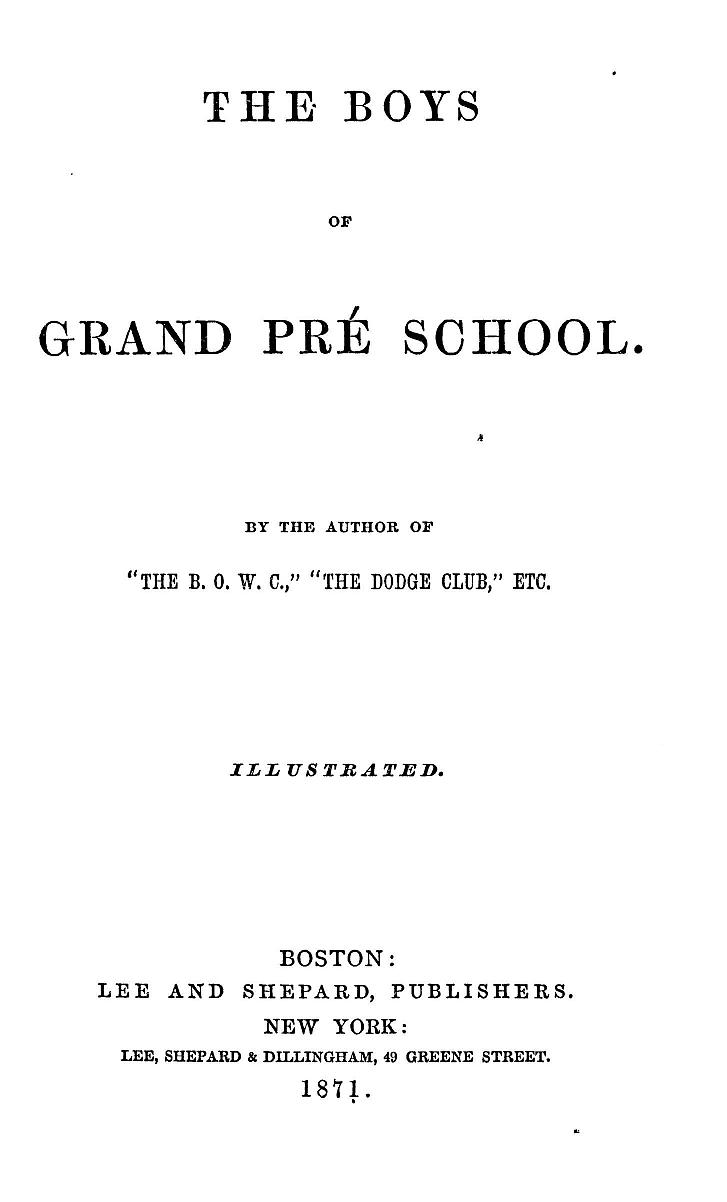 THE BOYS
OF
GRAND PRÉ SCHOOL.
BY THE AUTHOR OF
“THE B. O. W. C.,” “THE DODGE CLUB,” ETC.
ILLUSTRATED.
BOSTON:
LEE AND SHEPARD, PUBLISHERS.
NEW YORK:
LEE, SHEPARD & DILLINGHAM, 49 GREENE STREET.
1871.